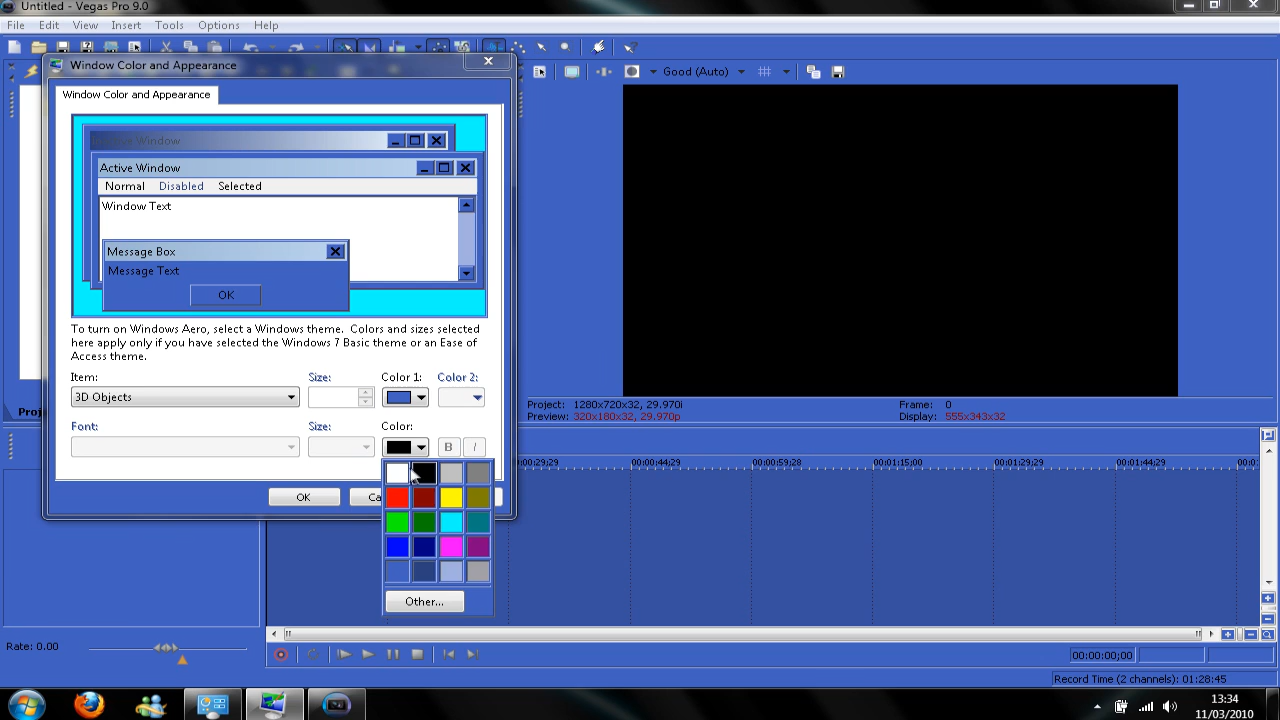 Untitled - Vegas Pro 9.0
File Edit View Insert Tools Options Help
Window Color and Appearance
Good (Auto)
Window Color and Appearance
Active Window
Normal Disabled Selected
Window Text
Message Box
Message Text
OK
To turn on Windows Aero, select a Windows theme. Colors and sizes selected
here apply only if you have selected the Windows 7 Basic theme or an Ease of
Access theme.
Item: Size: Color 1: Color 2:
3D Objects
Project: 1280x720x32, 29.970i Frame: 0
Preview: 320x180x32, 29.970p Display: 555x343x32
Font: Size: Color:
B I
00:00:44;29 00:00:59;28 00:01:15;00 00:01:29;29 00:01:44;29
OK
Other...
Rate: 0.00
00:00:00;00
Record Time (2 channels): 01:28:45
13:34
11/03/2010